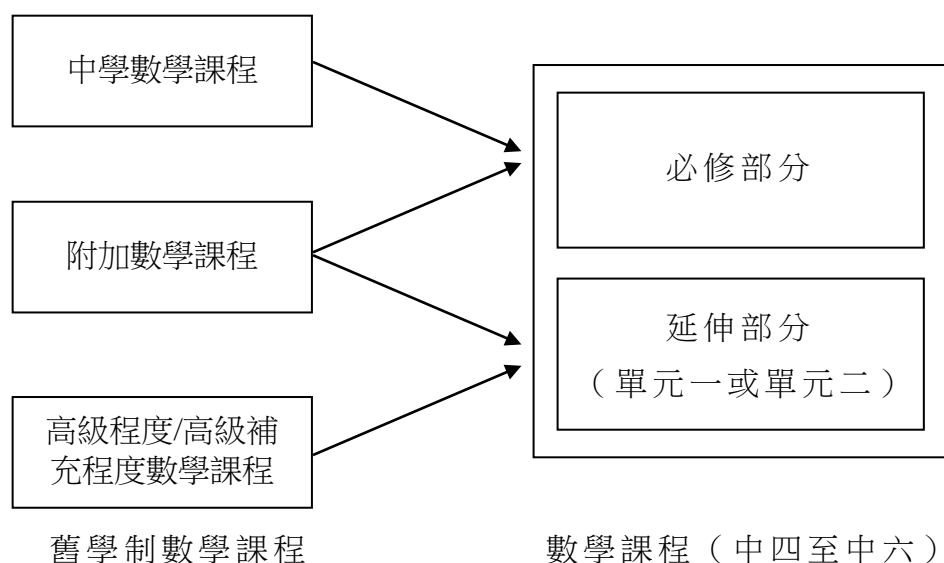 中學數學課程
附加數學課程
高級程度/高級補
充程度數學課程
舊學制數學課程
必修部分
延伸部分
（單元一或單元二）
數學課程（中四至中六）